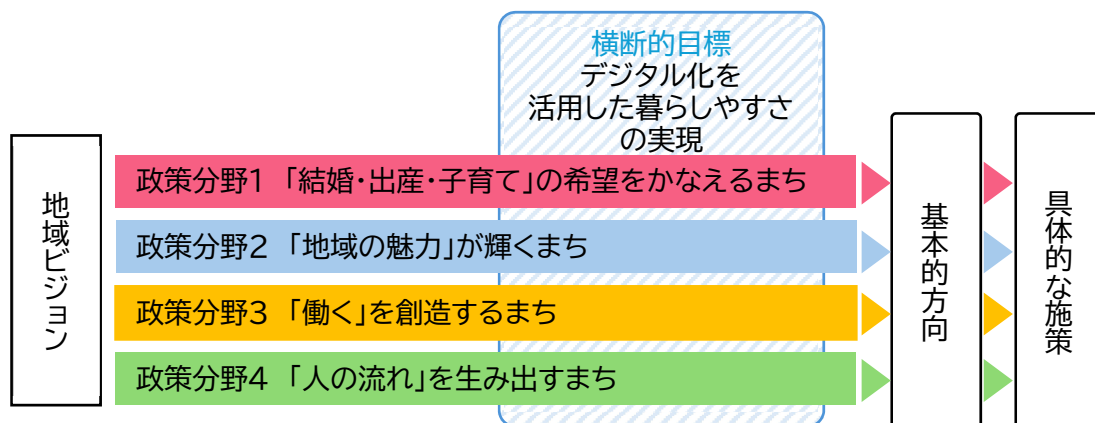 横断的目標
デジタル化を
活用した暮らしやすさ
の実現
地域ビジョン
政策分野1 「結婚・出産・子育て」の希望をかなえるまち
政策分野2 「地域の魅力」が輝くまち
政策分野3 「働く」を創造するまち
政策分野4 「人の流れ」を生み出すまち
基本的方向
具体的な施策